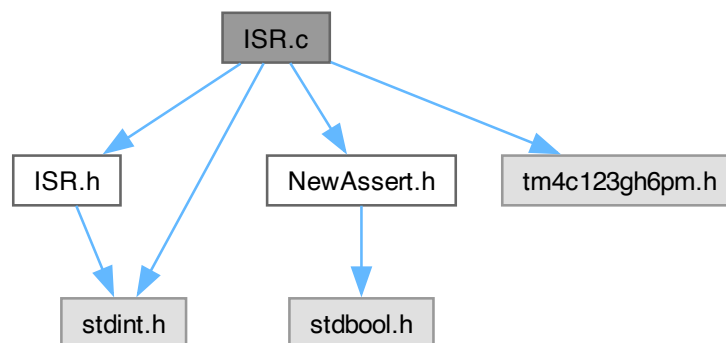 ISR.c
ISR.h
NewAssert.h
tm4c123gh6pm.h
stdint.h
stdbool.h